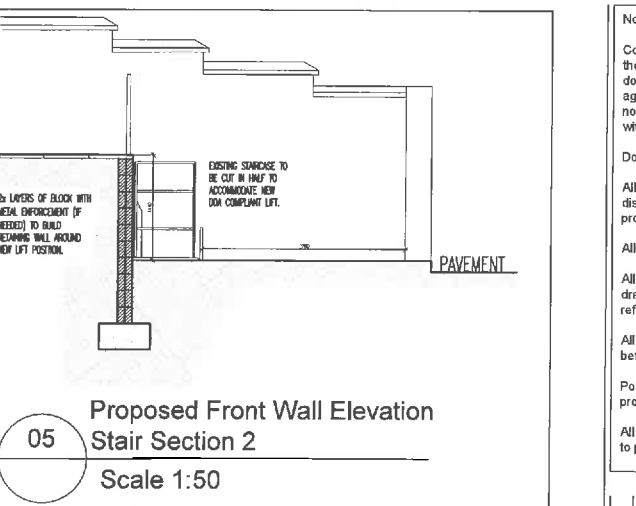 2x LAYERS OF BLOCK WITH
METAL ENFORCEMENT (IF
NEEDED) TO BUILD
RETAINING WALL AROUND
NEW LIFT POSITION.
EXISTING STAIRCASE TO
BE CUT IN HALF TO
ACCOMMODATE NEW
DDA COMPLIANT LIFT.
PAVEMENT
05
Proposed Front Wall Elevation
Stair Section 2
Scale 1:50
No
Co
the
do
ag
no
wit
Do
All
dis
pro
All
All
dra
ref
All
bef
Po
pro
All
to p